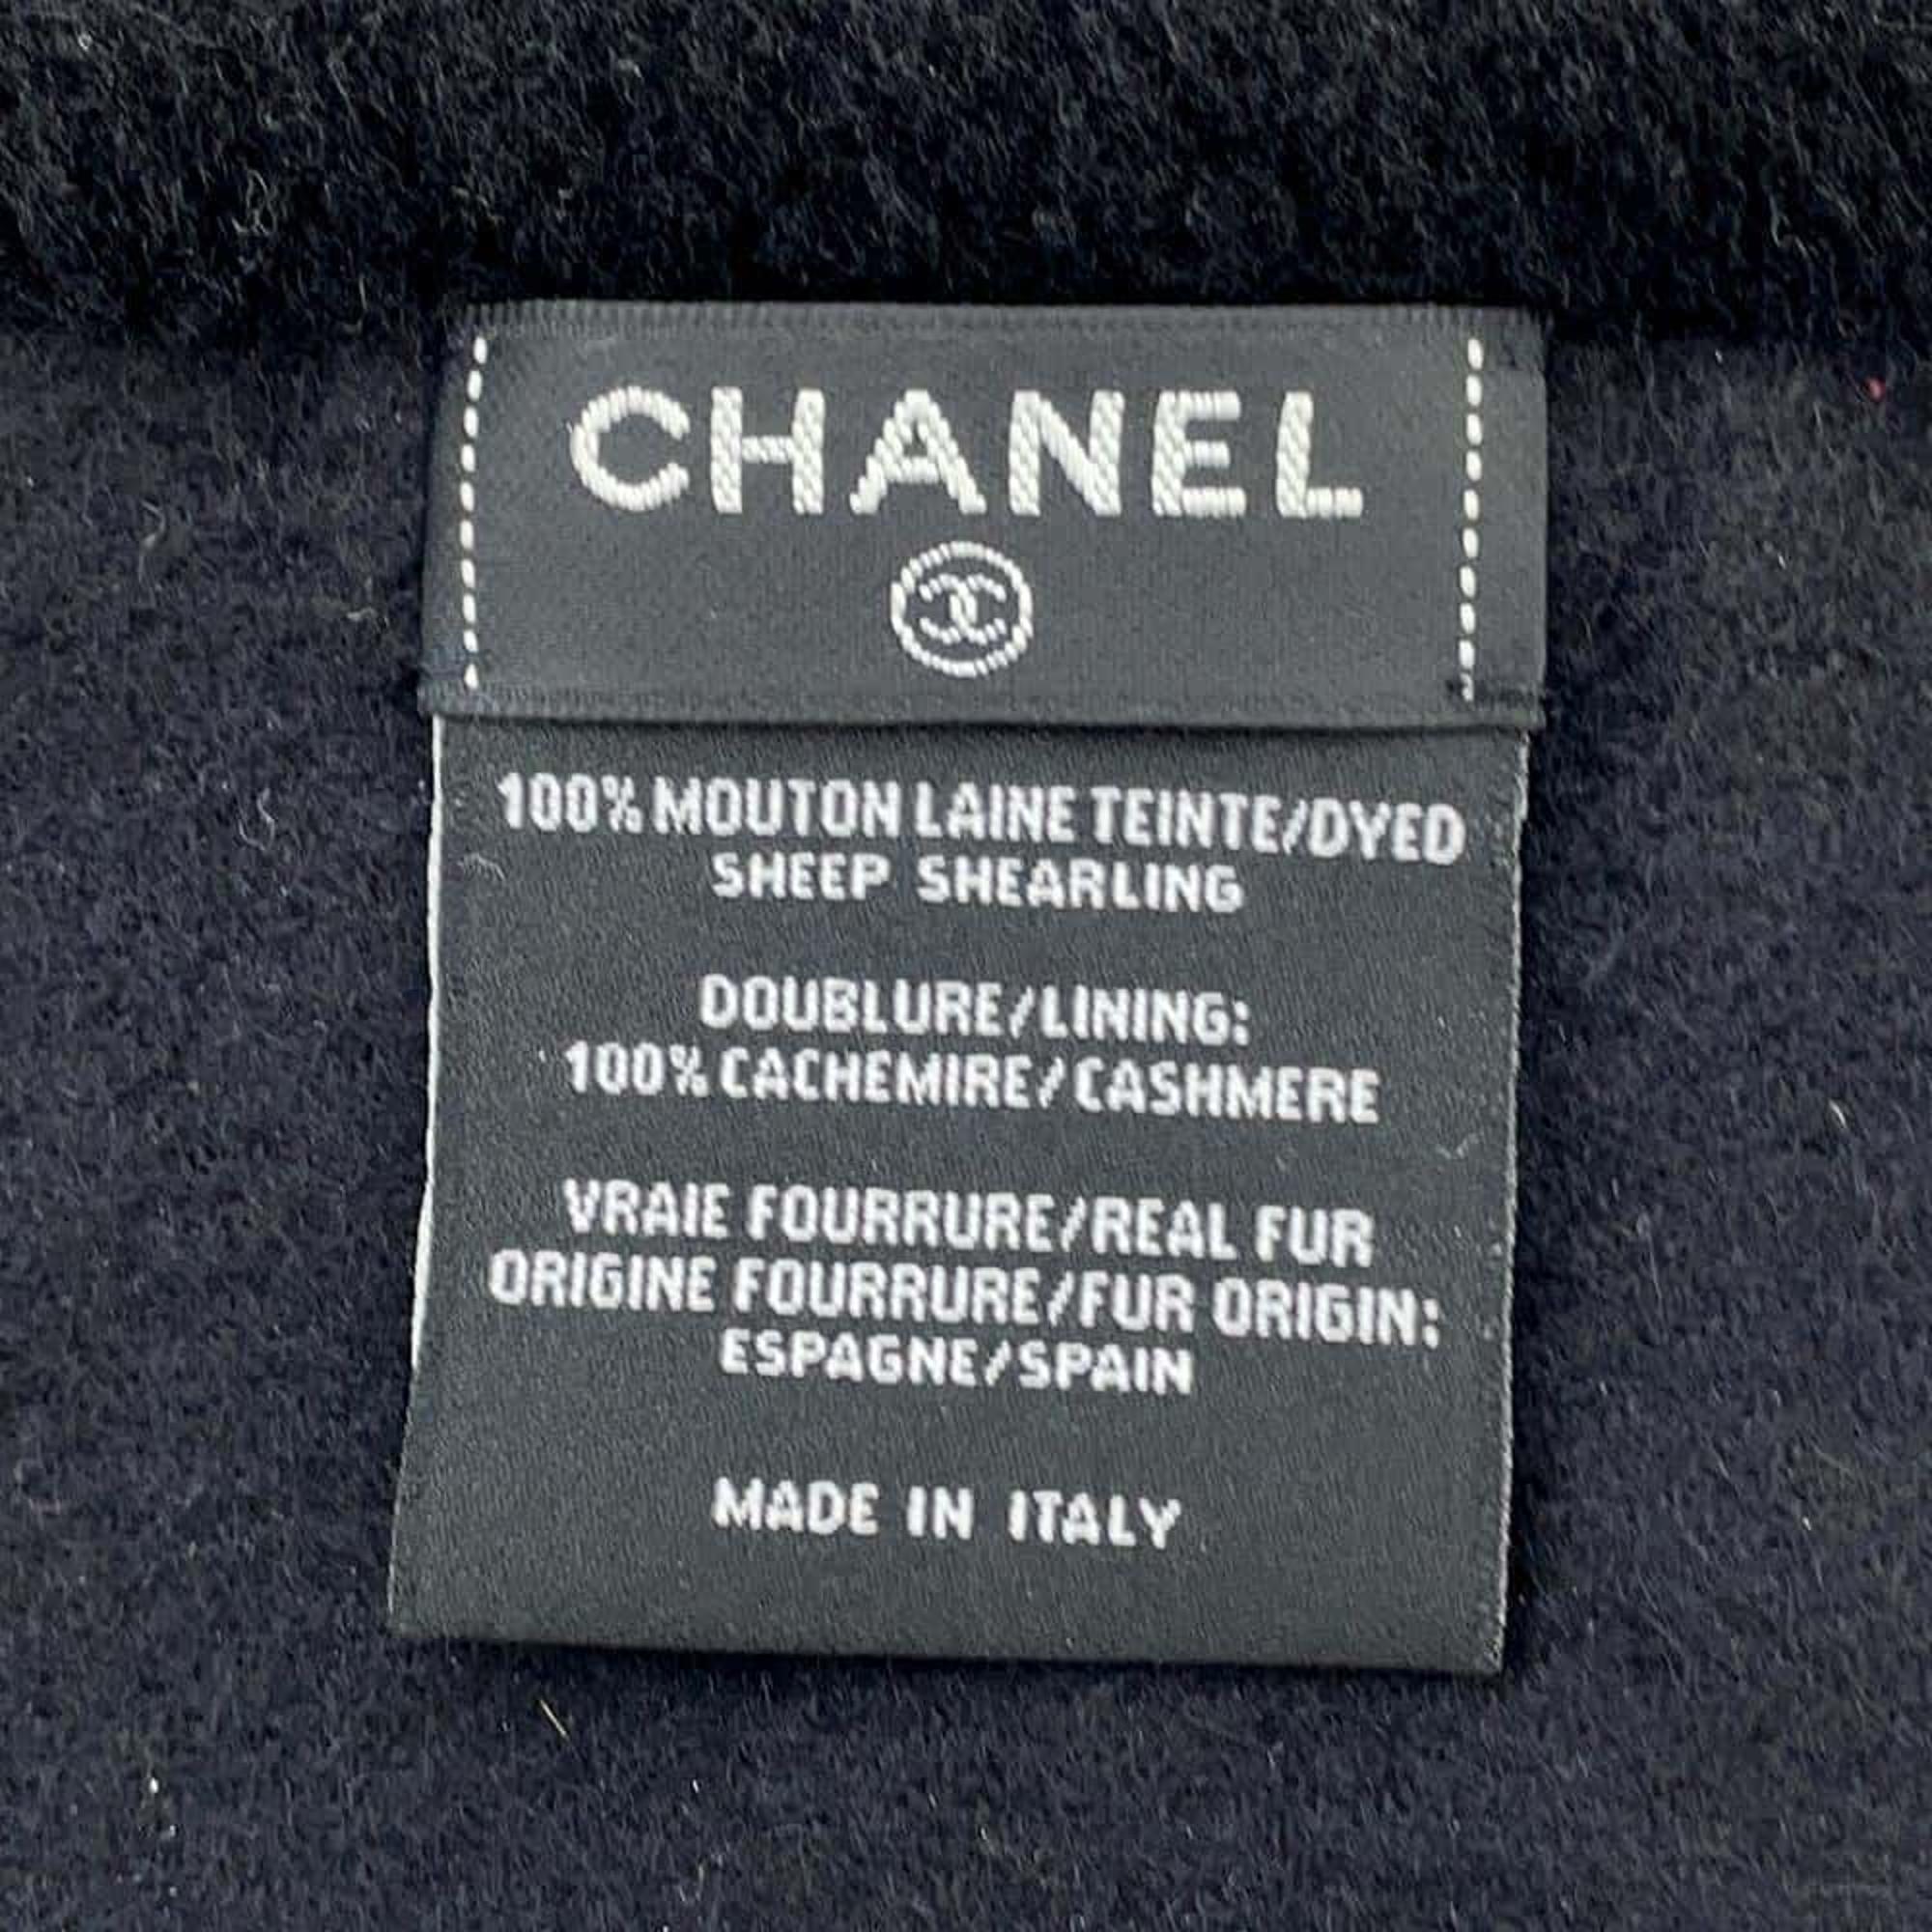 CHANEL
100% MOUTON LAINE TEINTE/DYED
SHEEP SHEARLING
DOUBLURE/LINING:
100% CACHEMIRE/CASHMERE
VRAIE FOURRURE/REAL FUR
ORIGINE FOURRURE/FUR ORIGIN:
ESPAGNE/SPAIN
MADE IN ITALY